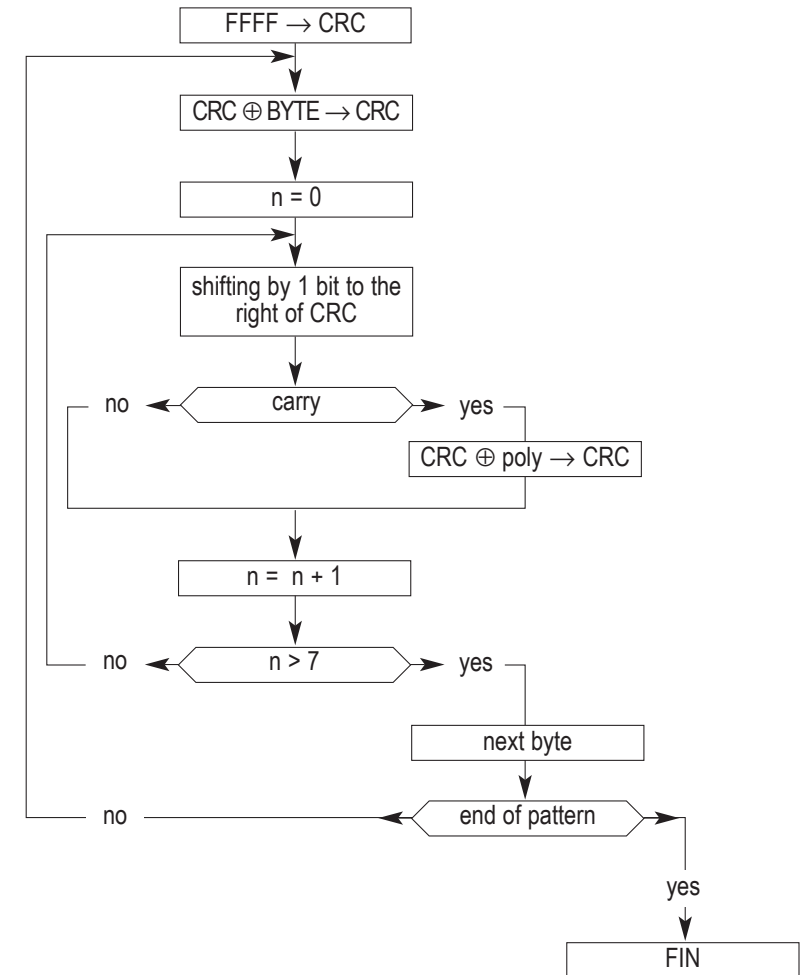 FFFF → CRC
CRC ⊕ BYTE → CRC
n = 0
shifting by 1 bit to the
right of CRC
no
carry
yes
CRC ⊕ poly → CRC
n = n + 1
no
n > 7
yes
next byte
no
end of pattern
yes
FIN